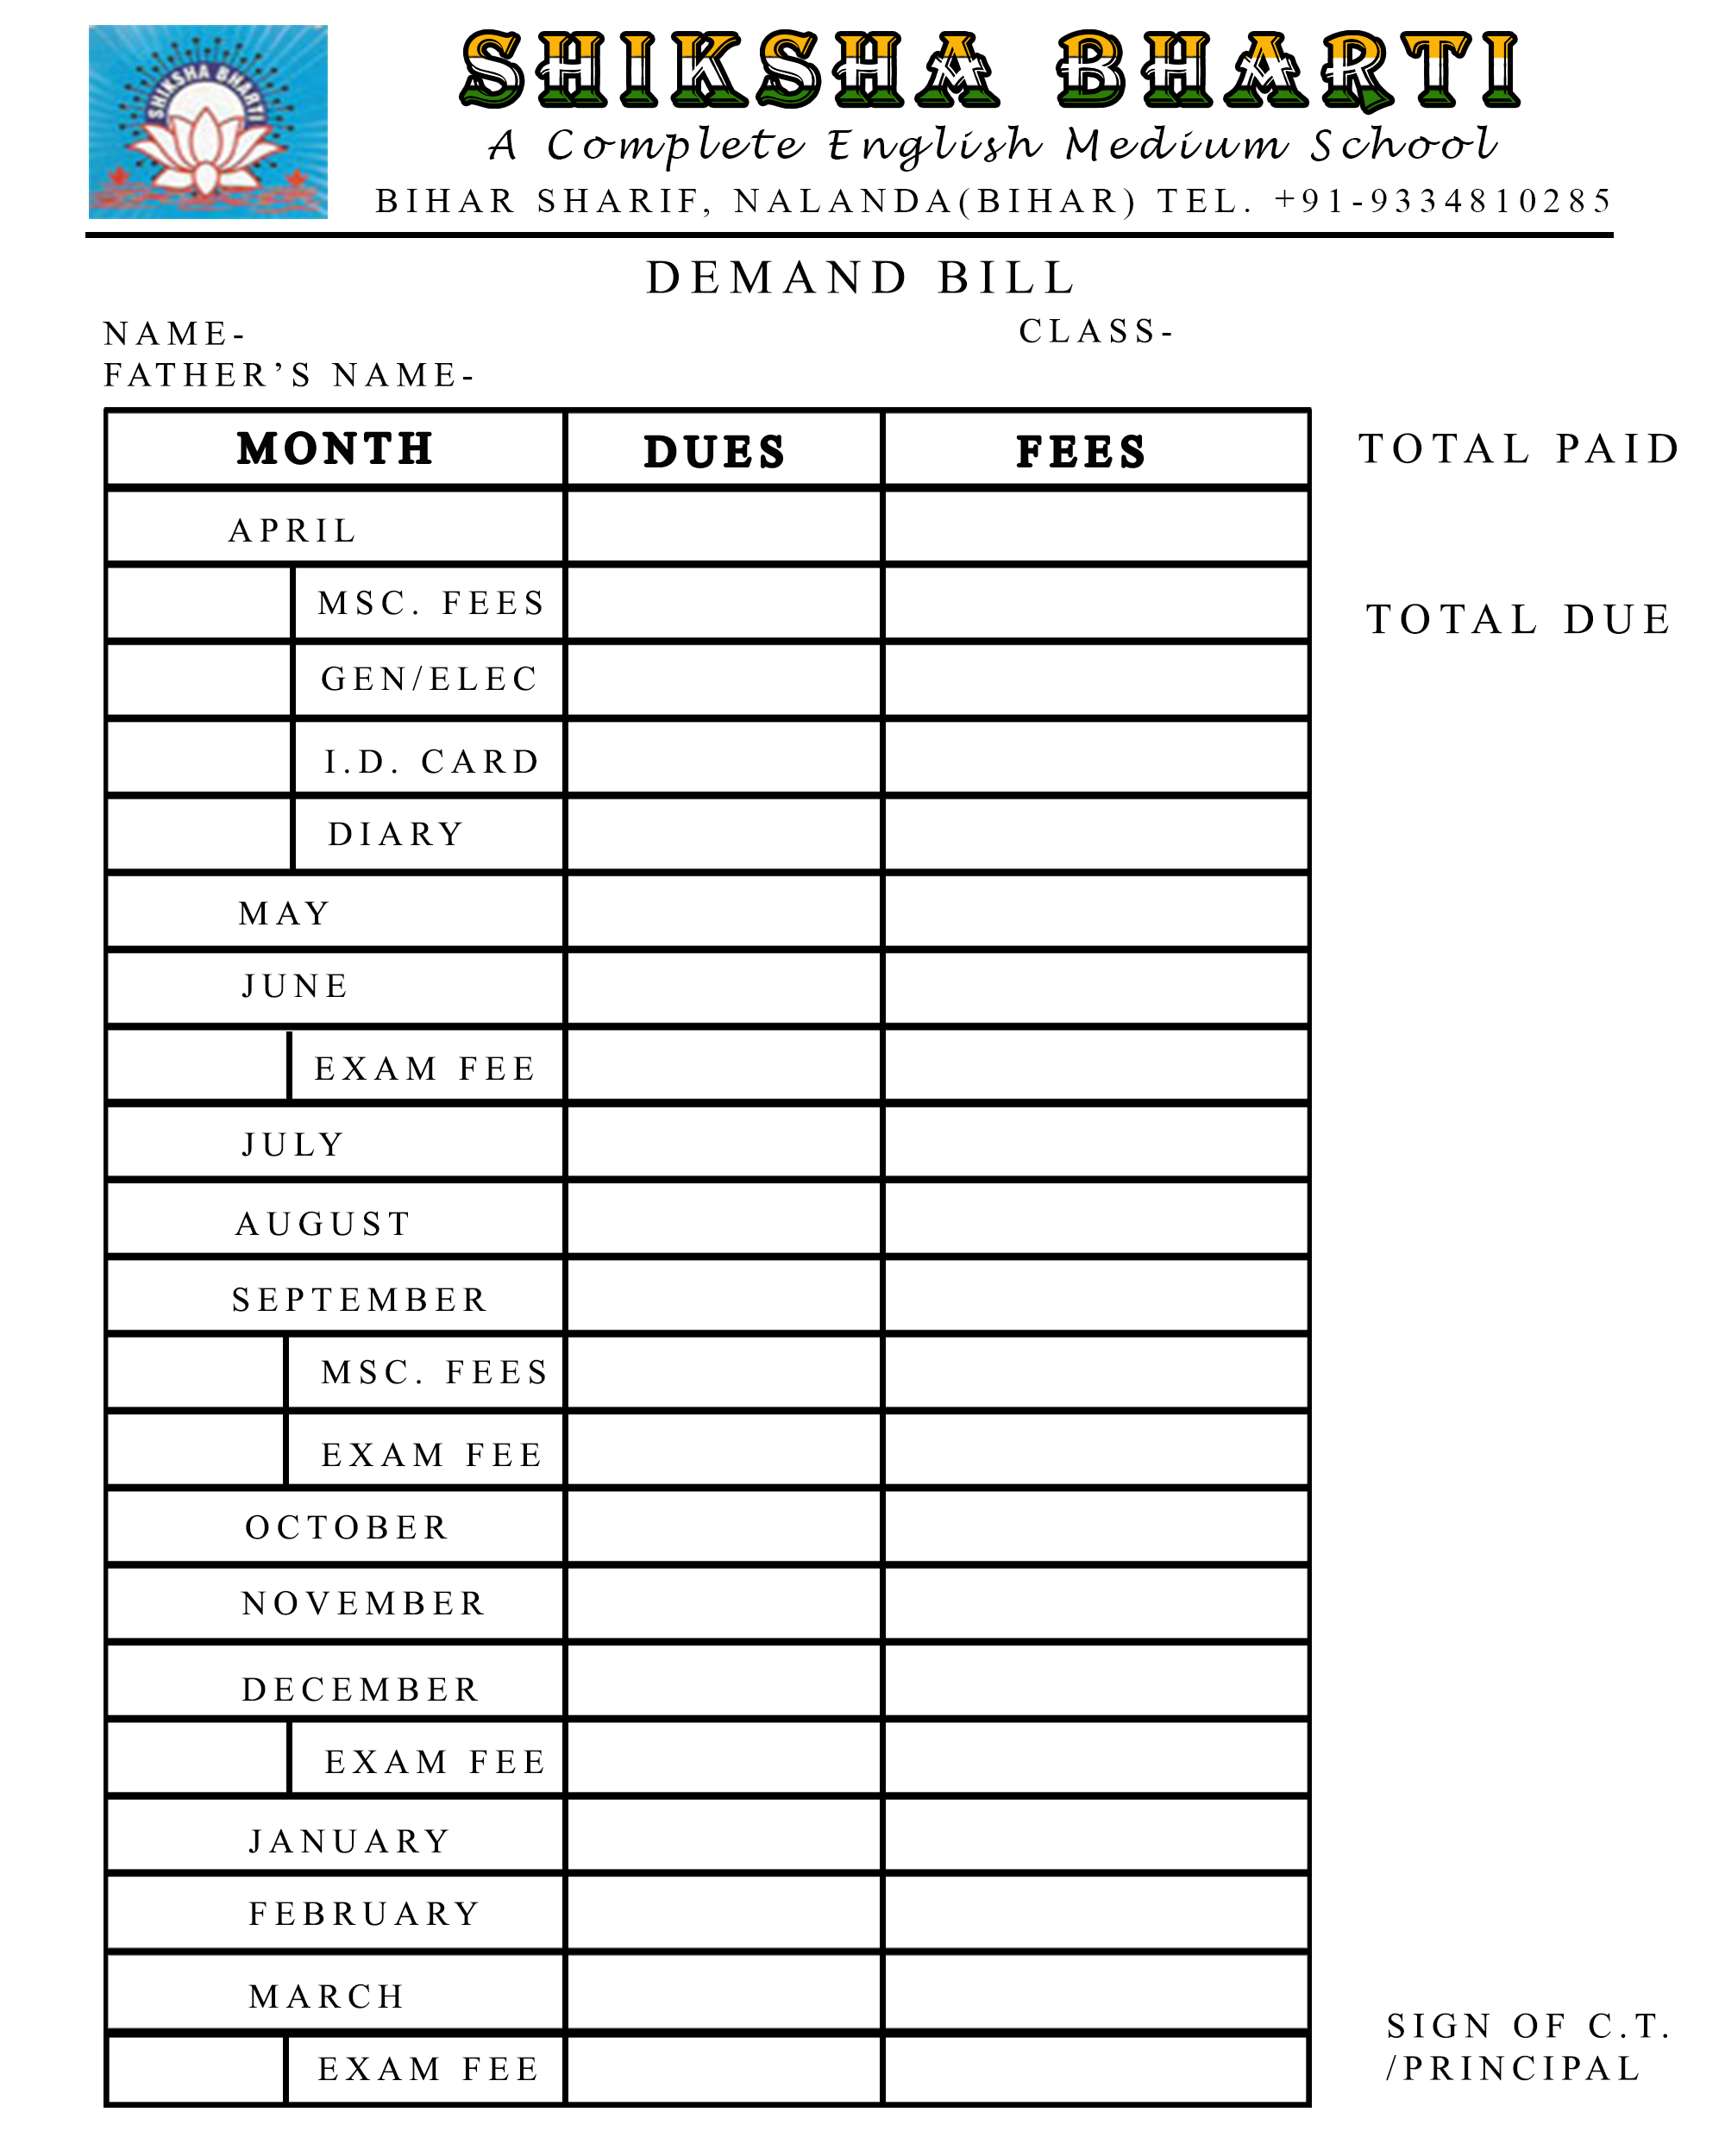 SHIKSHA BHARTI
SHIKSHA BHARTI
A Complete English Medium School
BIHAR SHARIF, NALANDA(BIHAR) TEL. +91-9334810285
DEMAND BILL
NAME-
CLASS-
FATHER’S NAME-
MONTH DUES FEES
TOTAL PAID
APRIL
MSC. FEES
TOTAL DUE
GEN/ELEC
I.D. CARD
DIARY
MAY
JUNE
EXAM FEE
JULY
AUGUST
SEPTEMBER
MSC. FEES
EXAM FEE
OCTOBER
NOVEMBER
DECEMBER
EXAM FEE
JANUARY
FEBRUARY
MARCH
EXAM FEE
SIGN OF C.T.
/PRINCIPAL